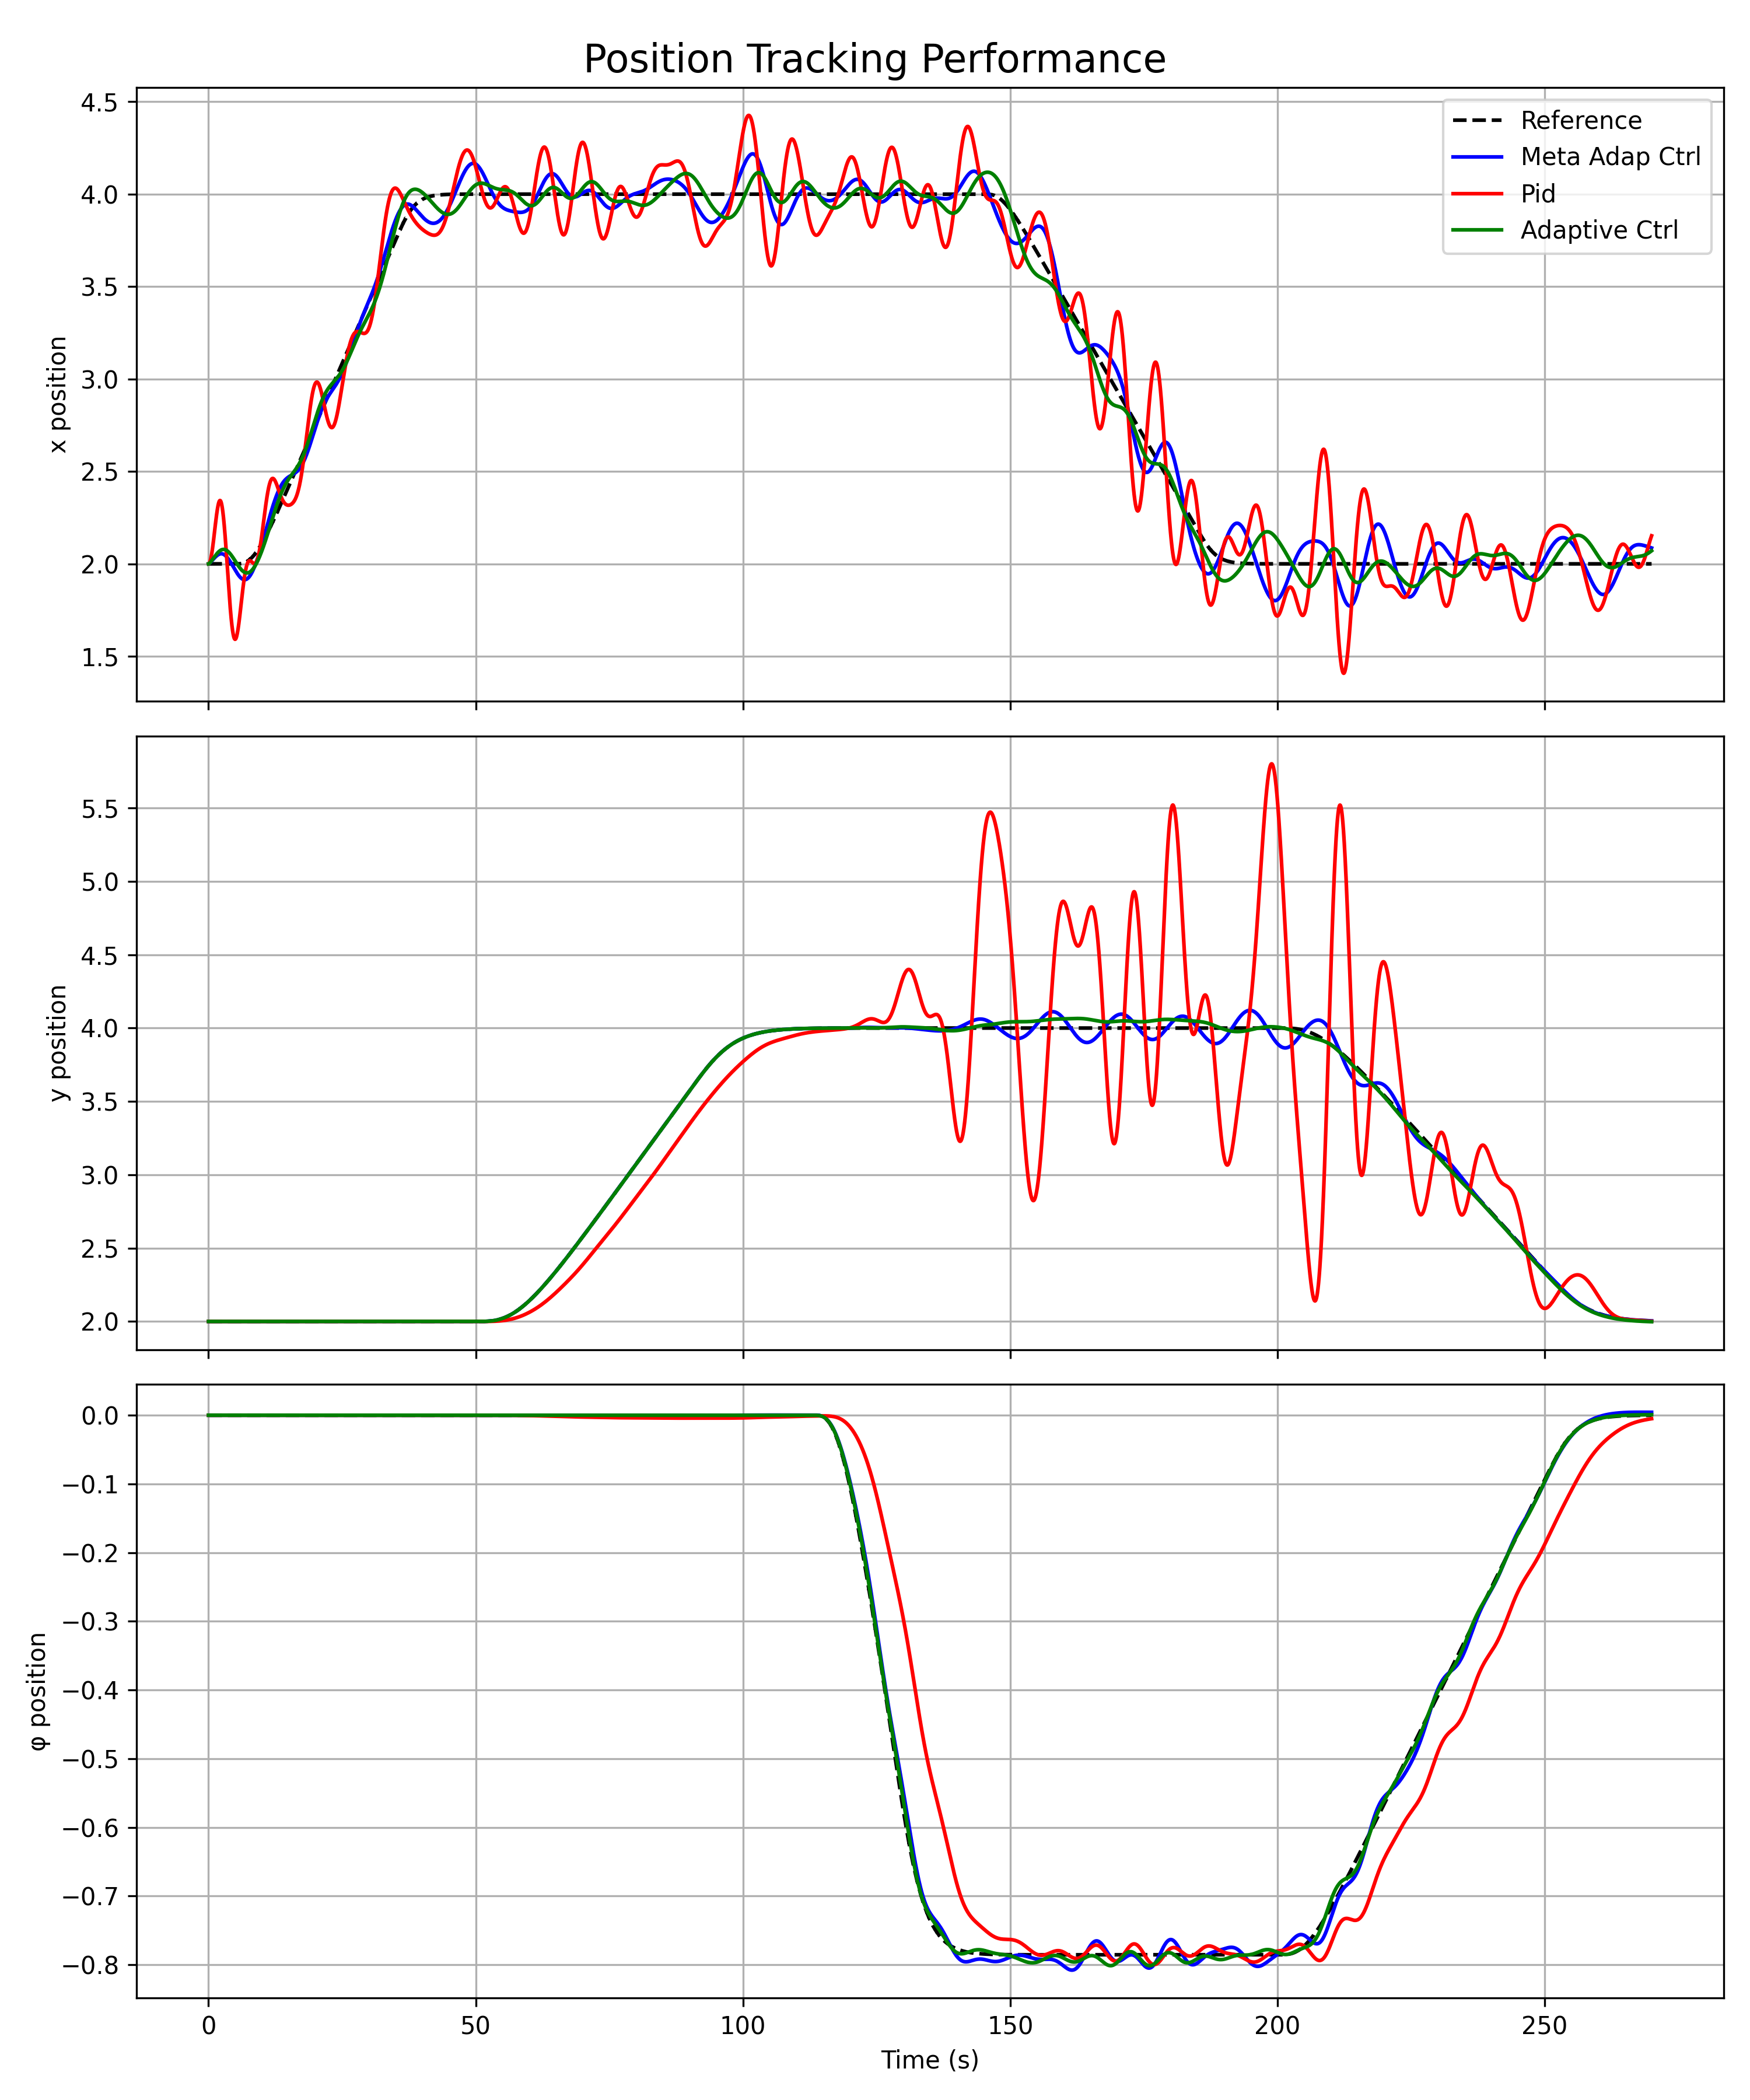 Position Tracking Performance
4.5
4.0
3.5
3.0
2.5
2.0
1.5
x position
Reference
Meta Adap Ctrl
Pid
Adaptive Ctrl
5.5
5.0
4.5
4.0
3.5
3.0
2.5
2.0
y position
0.0
−0.1
−0.2
−0.3
−0.4
−0.5
−0.6
−0.7
−0.8
φ position
0 50 100 150 200 250
Time (s)